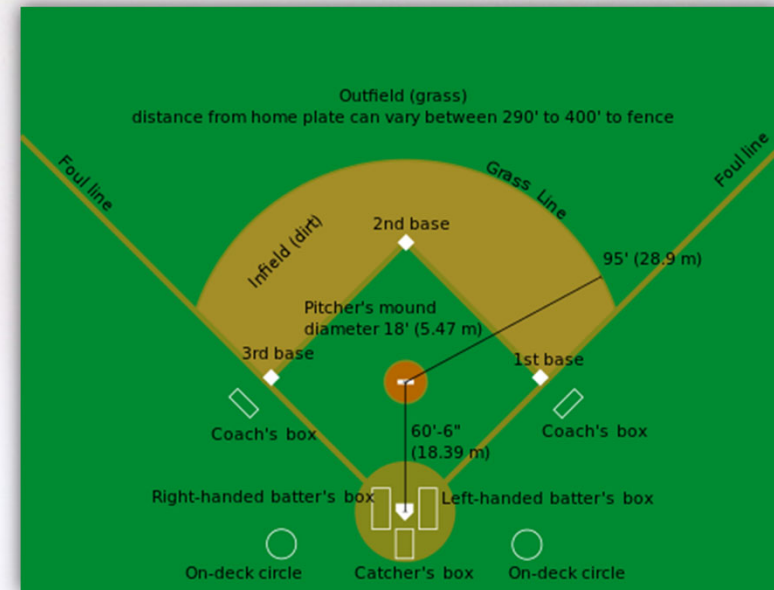 Outfield (grass)
distance from home plate can vary between 290' to 400' to fence
Foul line
Foul line
Grass Line
Infield (dirt)
2nd base
95' (28.9 m)
Pitcher's mound
diameter 18' (5.47 m)
3rd base
1st base
Coach's box
Coach's box
60'-6"
(18.39 m)
Right-handed batter's box
Left-handed batter's box
On-deck circle
Catcher's box
On-deck circle